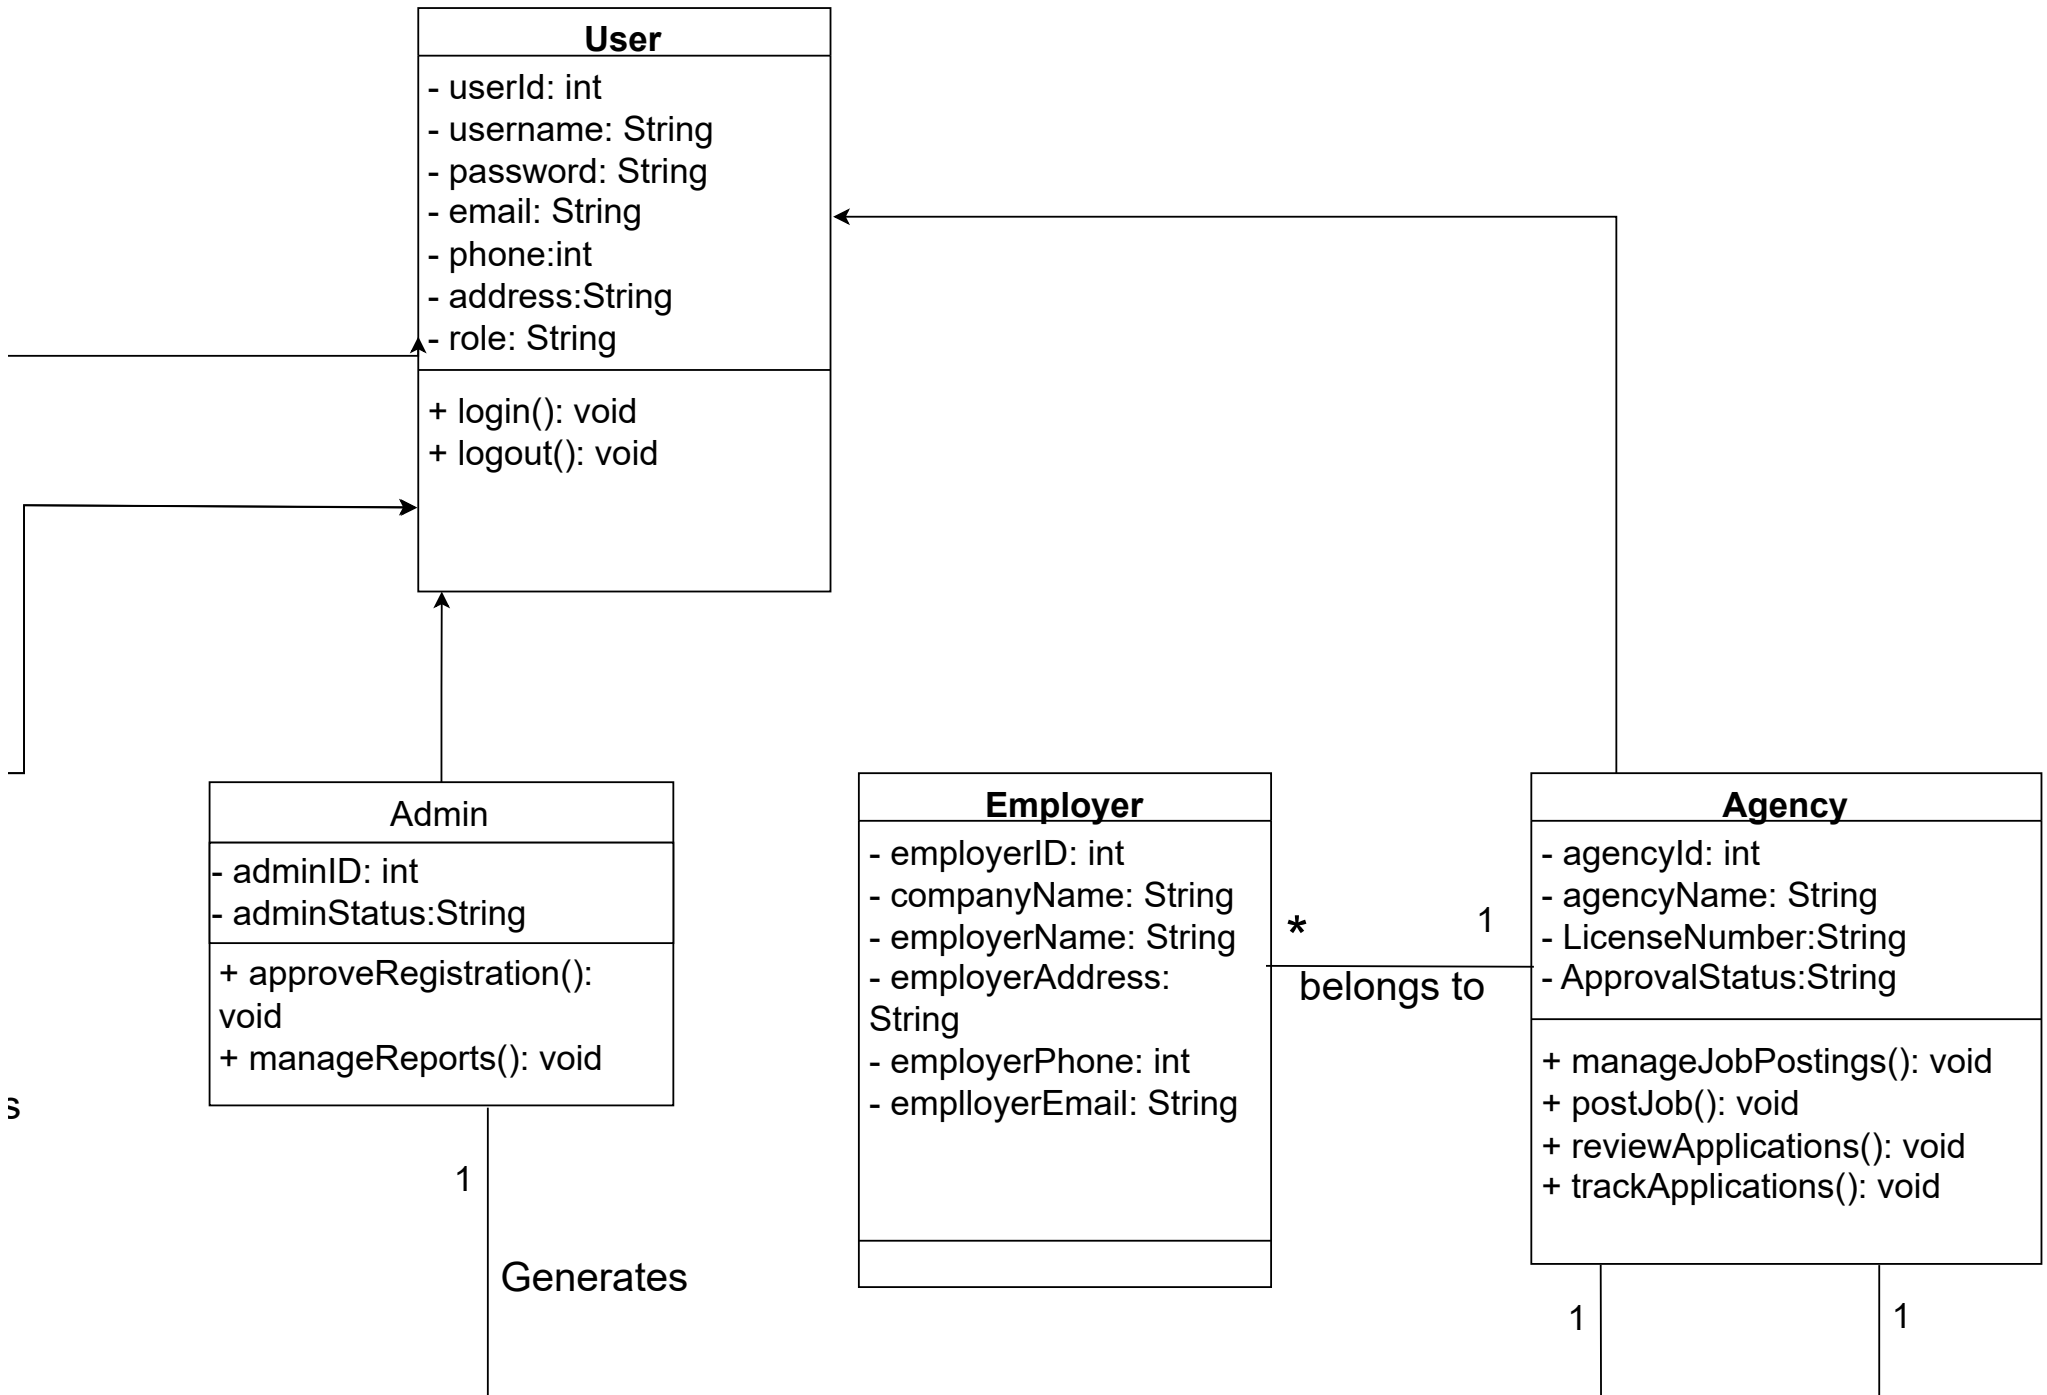 User
- userId: int
- username: String
- password: String
- email: String
- phone:int
- address:String
- role: String
+ login(): void
+ logout(): void
Admin
- adminID: int
- adminStatus:String
+ approveRegistration():
void
+ manageReports(): void
s
1
Generates
Employer
- employerID: int
- companyName: String
- employerName: String
- employerAddress:
String
- employerPhone: int
- emplloyerEmail: String
*
1
belongs to
Agency
- agencyId: int
- agencyName: String
- LicenseNumber:String
- ApprovalStatus:String
+ manageJobPostings(): void
+ postJob(): void
+ reviewApplications(): void
+ trackApplications(): void
1
1